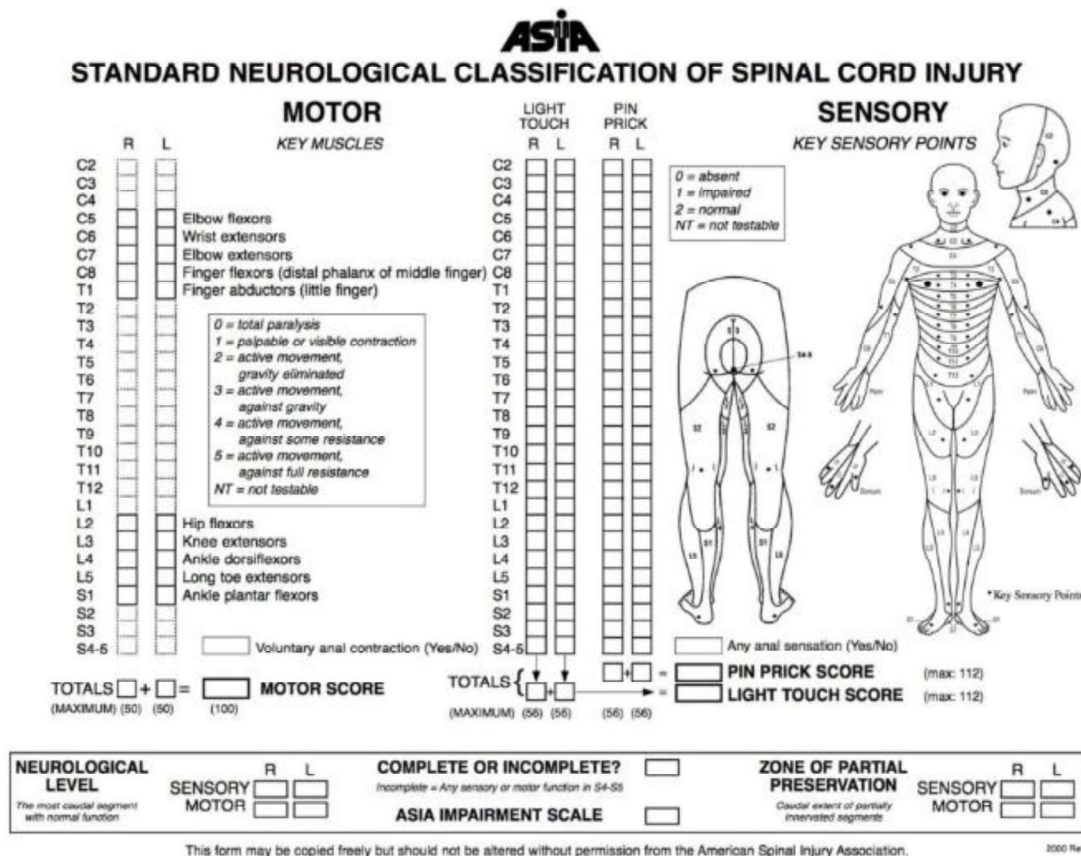 ASIA
STANDARD NEUROLOGICAL CLASSIFICATION OF SPINAL CORD INJURY
MOTOR
KEY MUSCLES
R L
C2
C3
C4
C5 Elbow flexors
C6 Wrist extensors
C7 Elbow extensors
C8 Finger flexors (distal phalanx of middle finger)
T1 Finger abductors (little finger)
T2
T3
T4
T5
T6
T7
T8
T9
T10
T11
T12
L1
L2 Hip flexors
L3 Knee extensors
L4 Ankle dorsiflexors
L5 Long toe extensors
S1 Ankle plantar flexors
S2
S3
S4-5
0 = total paralysis
1 = palpable or visible contraction
2 = active movement,
gravity eliminated
3 = active movement,
against gravity
4 = active movement,
against some resistance
5 = active movement,
against full resistance
NT = not testable
Voluntary anal contraction (Yes/No)
TOTALS + = MOTOR SCORE
(MAXIMUM) (50) (50) (100)
LIGHT TOUCH
R L
PIN PRICK
R L
C2
C3
C4
C5
C6
C7
C8
T1
T2
T3
T4
T5
T6
T7
T8
T9
T10
T11
T12
L1
L2
L3
L4
L5
S1
S2
S3
S4-5
SENSORY
KEY SENSORY POINTS
0 = absent
1 = impaired
2 = normal
NT = not testable
S4-5
S2 S2
L5 S1 S1 L5
Palm Palm
Dorsum Dorsum
*Key Sensory Points
Any anal sensation (Yes/No)
TOTALS { + = PIN PRICK SCORE (max: 112)
+ = LIGHT TOUCH SCORE (max: 112)
(MAXIMUM) (56) (56) (56) (56)
NEUROLOGICAL LEVEL
The most caudal segment
with normal function
R L
SENSORY
MOTOR
COMPLETE OR INCOMPLETE?
Incomplete = Any sensory or motor function in S4-S5
ASIA IMPAIRMENT SCALE
ZONE OF PARTIAL PRESERVATION
Caudal extent of partially
innervated segments
R L
SENSORY
MOTOR
This form may be copied freely but should not be altered without permission from the American Spinal Injury Association.
2000 Re